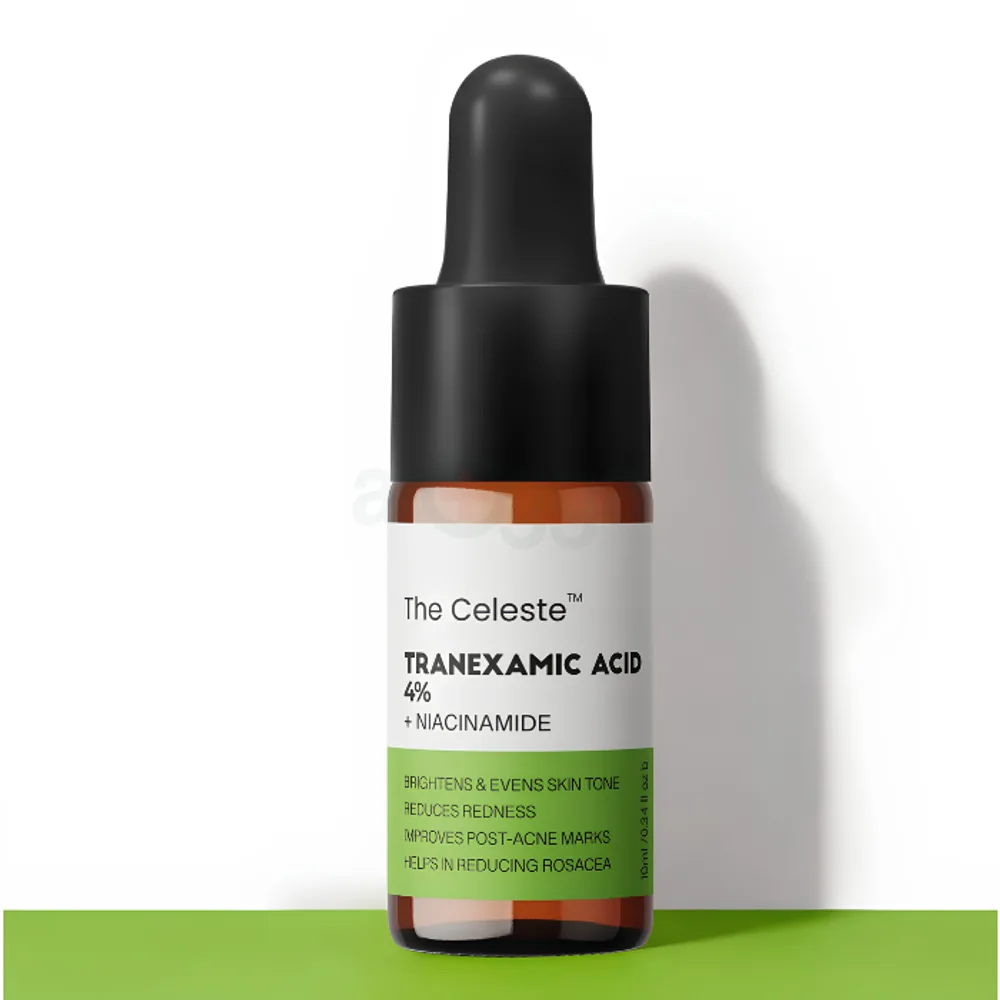 The Celeste™
TRANEXAMIC ACID
4%
+ NIACINAMIDE
BRIGHTENS & EVENS SKIN TONE
REDUCES REDNESS
IMPROVES POST-ACNE MARKS
HELPS IN REDUCING ROSACEA
10ml /0.34 fl oz